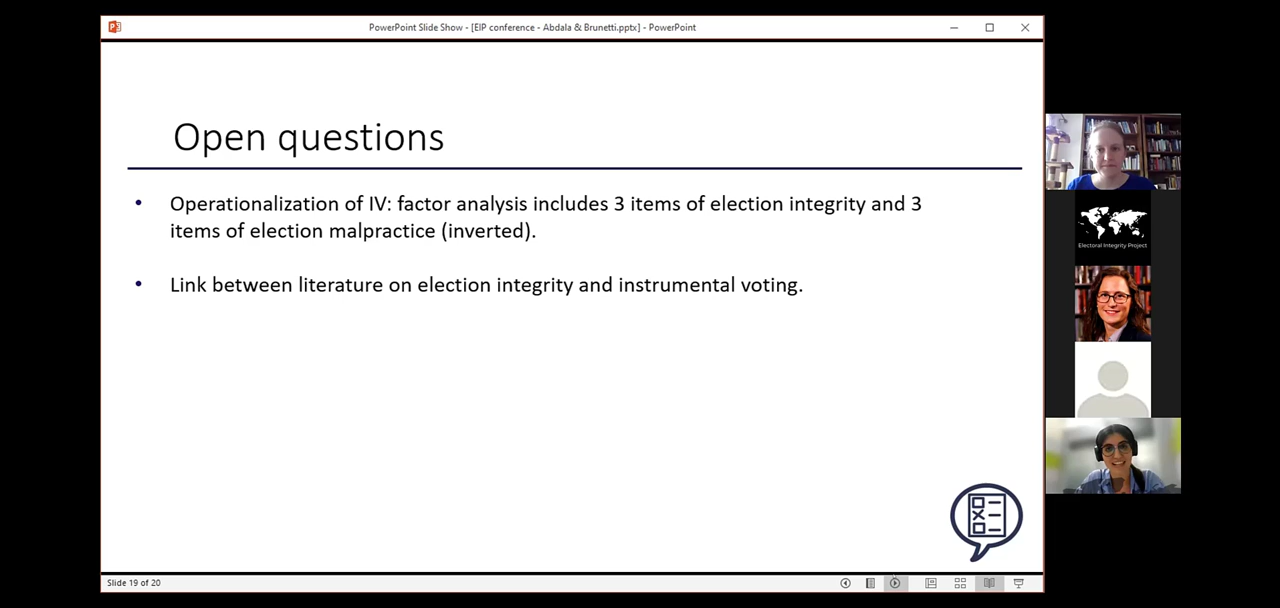 PowerPoint Slide Show - [EIP conference - Abdala & Brunetti.pptx] - PowerPoint
Open questions
• Operationalization of IV: factor analysis includes 3 items of election integrity and 3
items of election malpractice (inverted).
• Link between literature on election integrity and instrumental voting.
Electoral Integrity Project
Slide 19 of 20